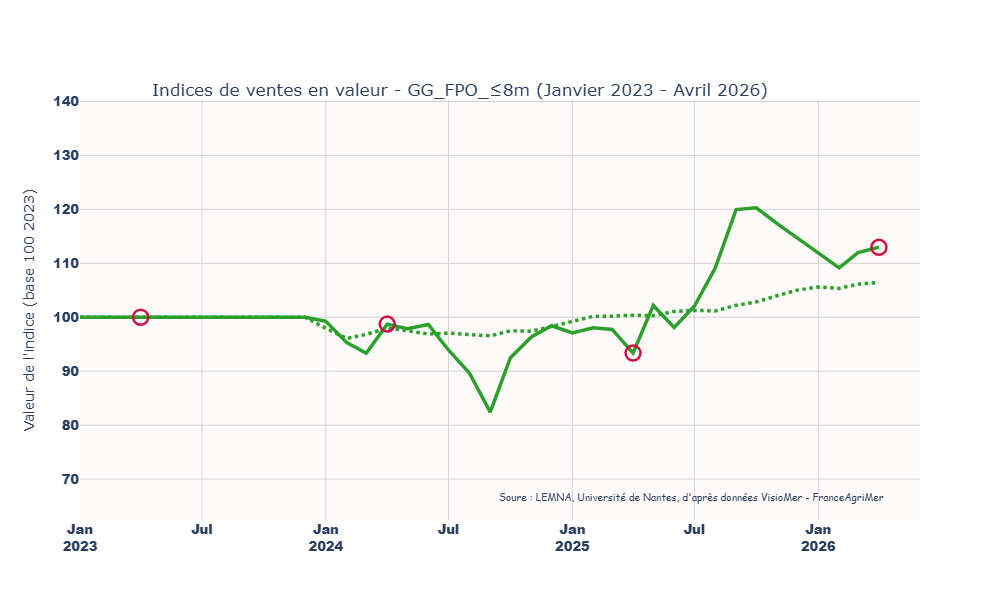 Indices de ventes en valeur - GG_FPO_≤8m (Janvier 2023 - Avril 2026)
Valeur de l'indice (base 100 2023)
140
130
120
110
100
90
80
70
Soure : LEMNA, Université de Nantes, d'après données VisioMer - FranceAgriMer
Jan
2023
Jul
Jan
2024
Jul
Jan
2025
Jul
Jan
2026